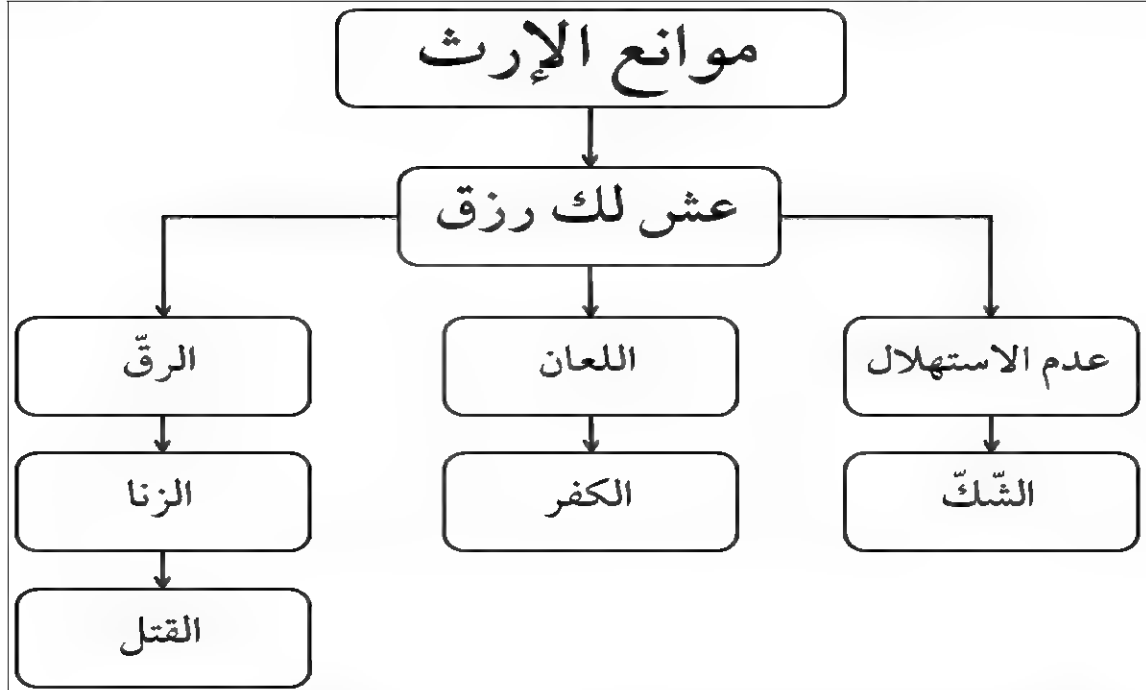 موانع الإرث
عش لك رزق
عدم الاستهلال
اللعان
الرقّ
الشّكّ
الكفر
الزنا
القتل